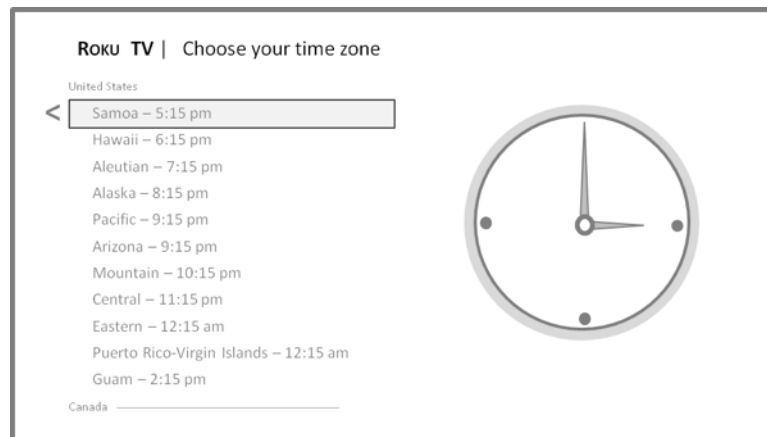 ROKU TV | Choose your time zone
United States
<
Samoa – 5:15 pm
Hawaii – 6:15 pm
Aleutian – 7:15 pm
Alaska – 8:15 pm
Pacific – 9:15 pm
Arizona – 9:15 pm
Mountain – 10:15 pm
Central – 11:15 pm
Eastern – 12:15 am
Puerto Rico-Virgin Islands – 12:15 am
Guam – 2:15 pm
Canada